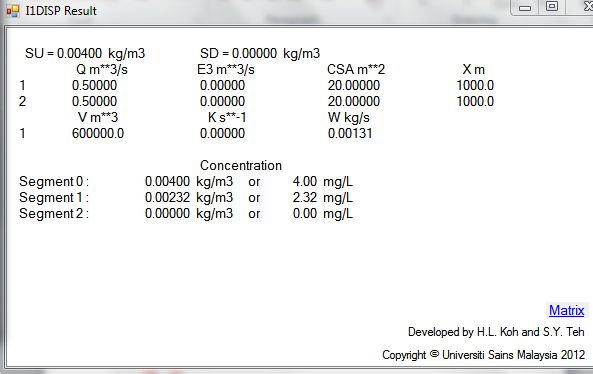 I1DISP Result
SU = 0.00400 kg/m3 SD = 0.00000 kg/m3
Q m**3/s E3 m**3/s CSA m**2 X m
1 0.50000 0.00000 20.00000 1000.0
2 0.50000 0.00000 20.00000 1000.0
V m**3 K s**-1 W kg/s
1 600000.0 0.00000 0.00131
Concentration
Segment 0 : 0.00400 kg/m3 or 4.00 mg/L
Segment 1 : 0.00232 kg/m3 or 2.32 mg/L
Segment 2 : 0.00000 kg/m3 or 0.00 mg/L
Matrix
Developed by H.L. Koh and S.Y. Teh
Copyright © Universiti Sains Malaysia 2012